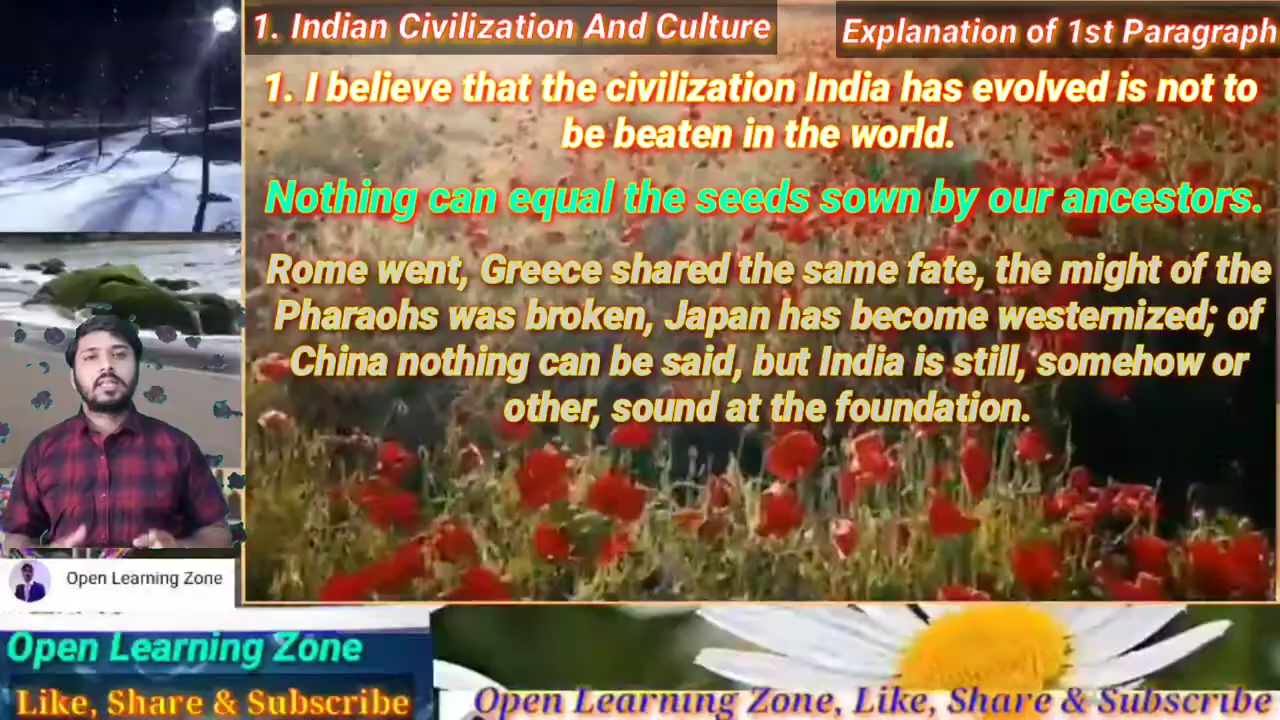 1. Indian Civilization And Culture
Explanation of 1st Paragraph
1. I believe that the civilization India has evolved is not to
be beaten in the world.
Nothing can equal the seeds sown by our ancestors.
Rome went, Greece shared the same fate, the might of the
Pharaohs was broken, Japan has become westernized; of
China nothing can be said, but India is still, somehow or
other, sound at the foundation.
Open Learning Zone
Open Learning Zone
Like, Share & Subscribe
Open Learning Zone, Like, Share & Subscribe